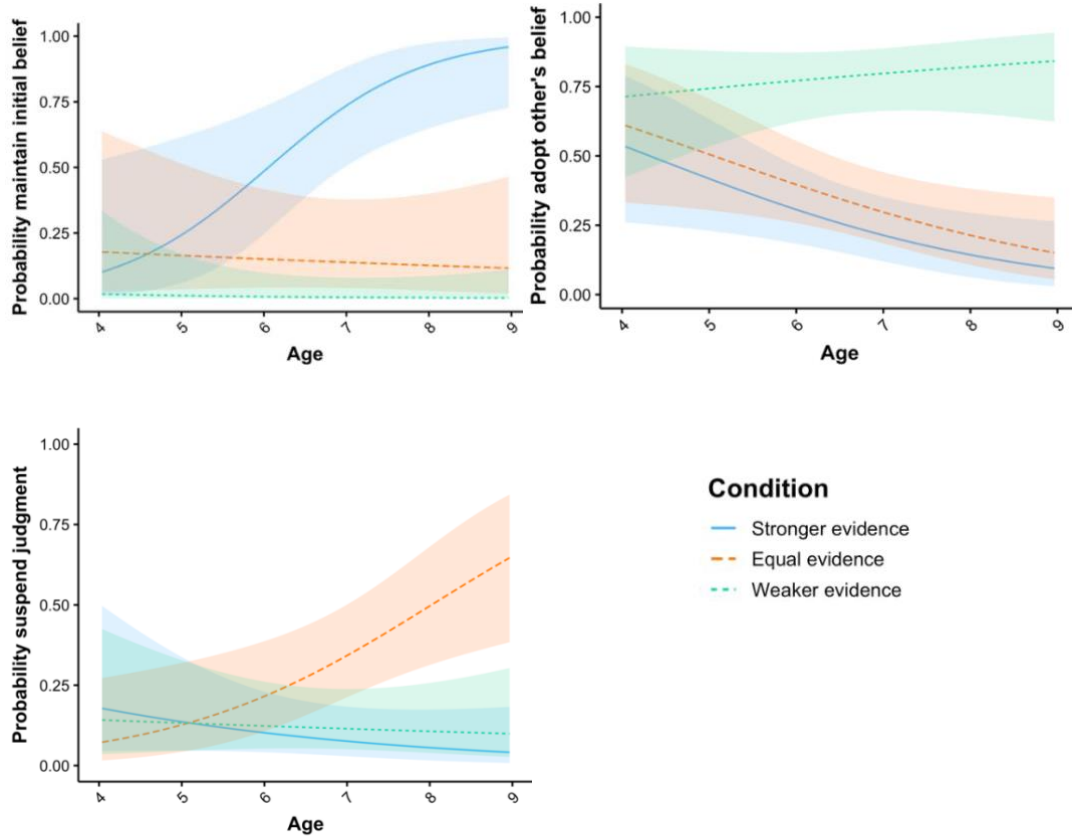 Probability maintain initial belief
1.00
0.75
0.50
0.25
0.00
4 5 6 7 8 9
Age
Probability adopt other's belief
1.00
0.75
0.50
0.25
0.00
4 5 6 7 8 9
Age
Probability suspend judgment
1.00
0.75
0.50
0.25
0.00
4 5 6 7 8 9
Age
Condition
Stronger evidence
Equal evidence
Weaker evidence